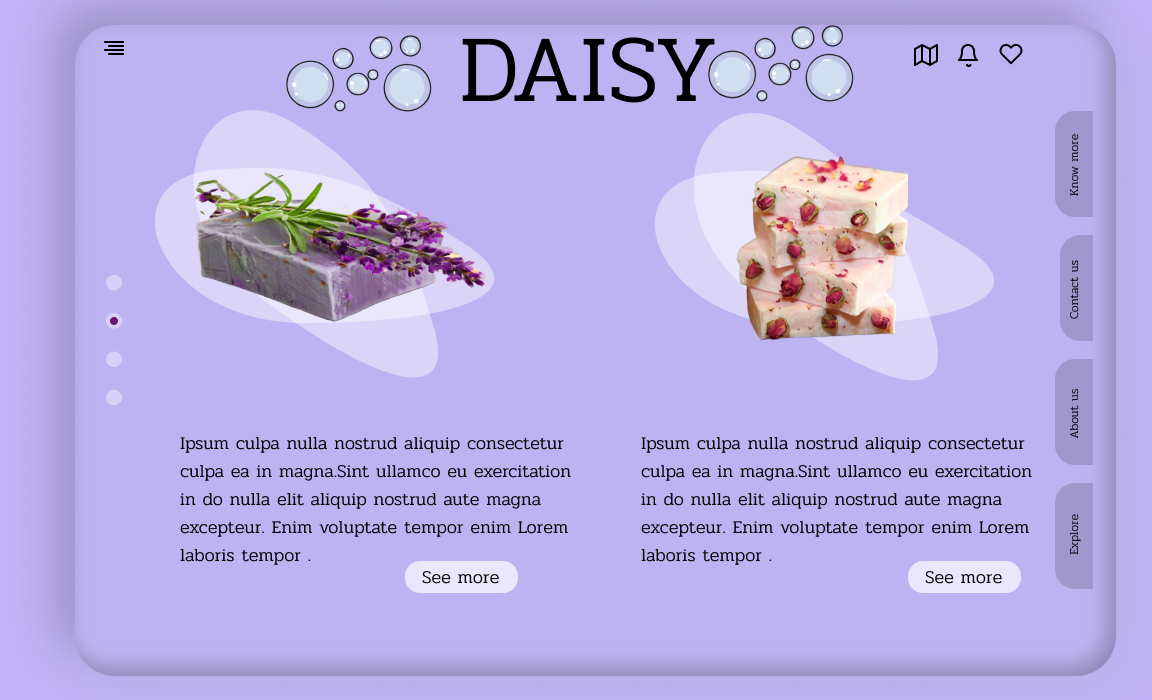 DAISY
Know more
Contact us
About us
Explore
Ipsum culpa nulla nostrud aliquip consectetur
culpa ea in magna.Sint ullamco eu exercitation
in do nulla elit aliquip nostrud aute magna
excepteur. Enim voluptate tempor enim Lorem
laboris tempor .
See more
Ipsum culpa nulla nostrud aliquip consectetur
culpa ea in magna.Sint ullamco eu exercitation
in do nulla elit aliquip nostrud aute magna
excepteur. Enim voluptate tempor enim Lorem
laboris tempor .
See more